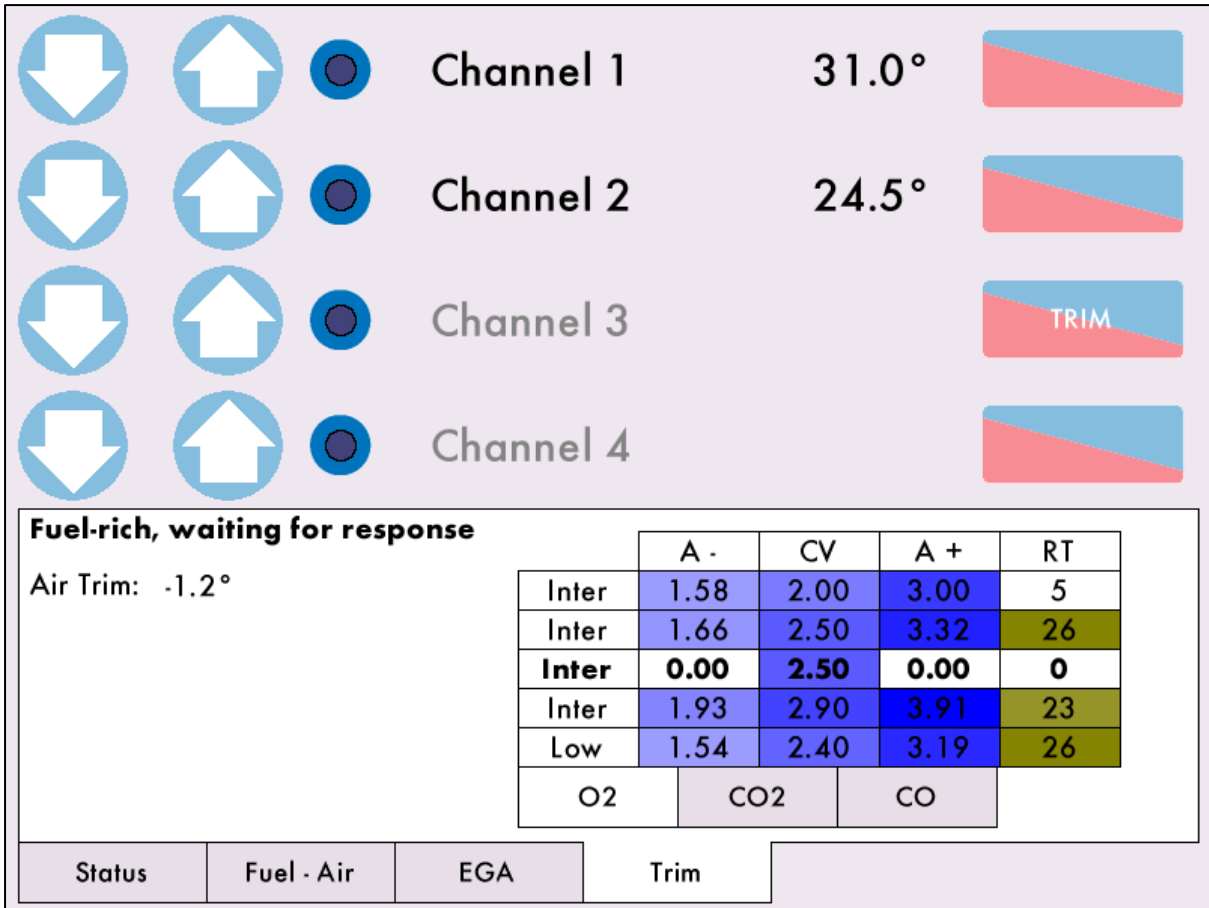 Channel 1 31.0°
Channel 2 24.5°
Channel 3 TRIM
Channel 4
Fuel-rich, waiting for response
Air Trim: -1.2°
A - CV A + RT
Inter 1.58 2.00 3.00 5
Inter 1.66 2.50 3.32 26
Inter 0.00 2.50 0.00 0
Inter 1.93 2.90 3.91 23
Low 1.54 2.40 3.19 26
O2 CO2 CO
Status Fuel - Air EGA Trim